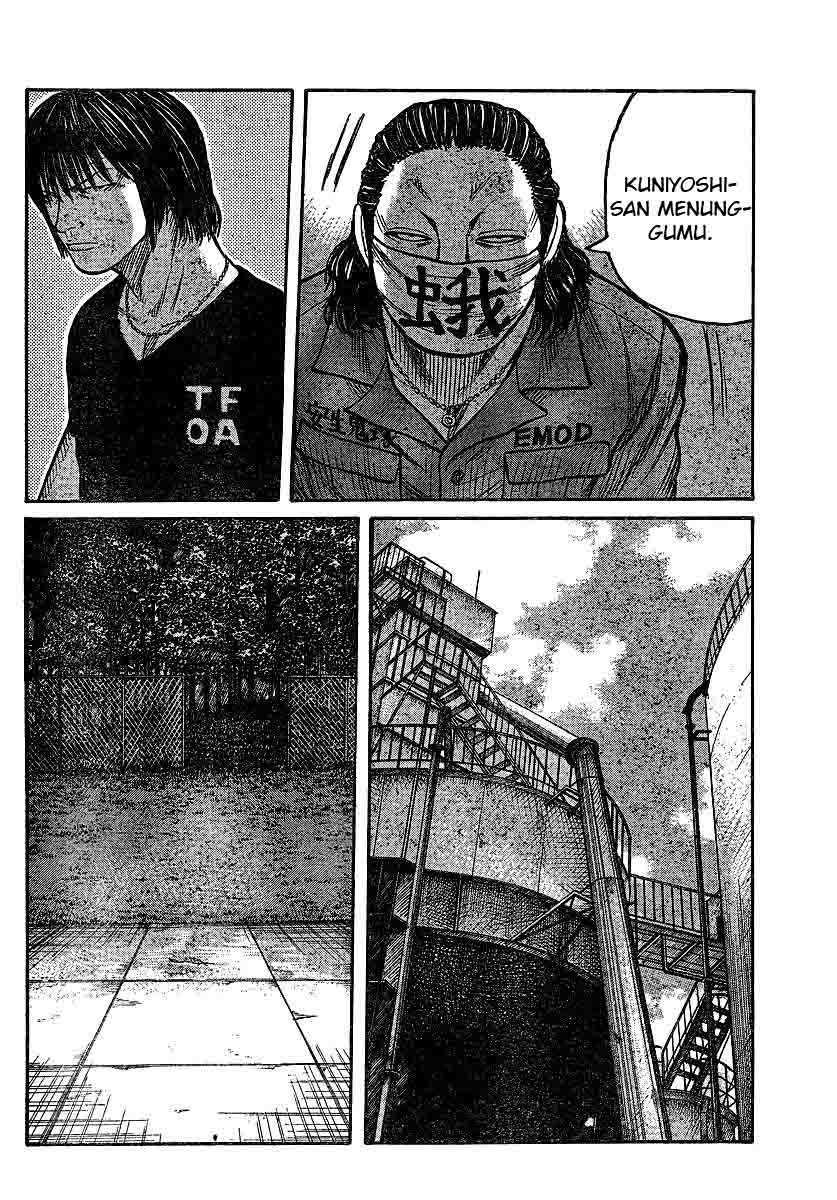 KUNIYOSHI-
SAN MENUNG-
GUMU.
蛾
EMOD
TF
OA